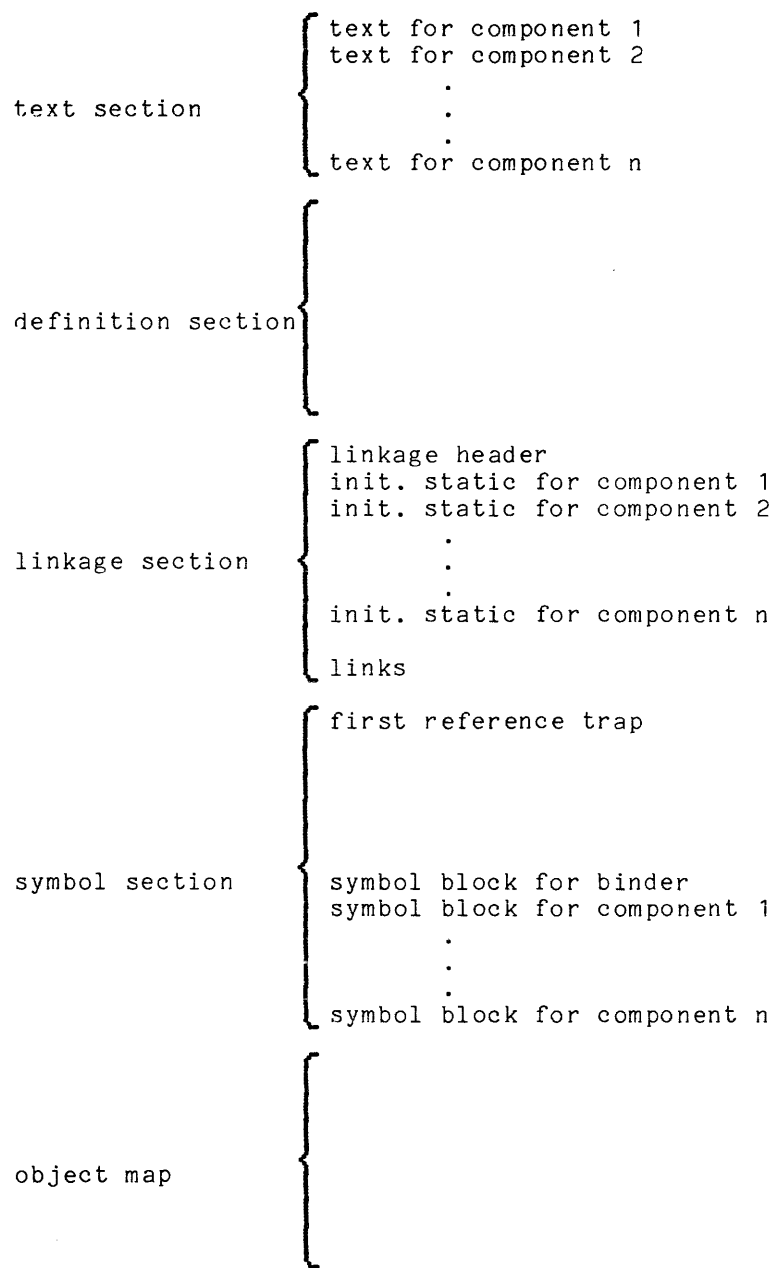 text for component 1
text for component 2
.
text section .
.
text for component n
definition section
linkage header
init. static for component 1
init. static for component 2
.
linkage section .
.
init. static for component n
links
first reference trap
symbol section symbol block for binder
symbol block for component 1
.
.
.
symbol block for component n
object map